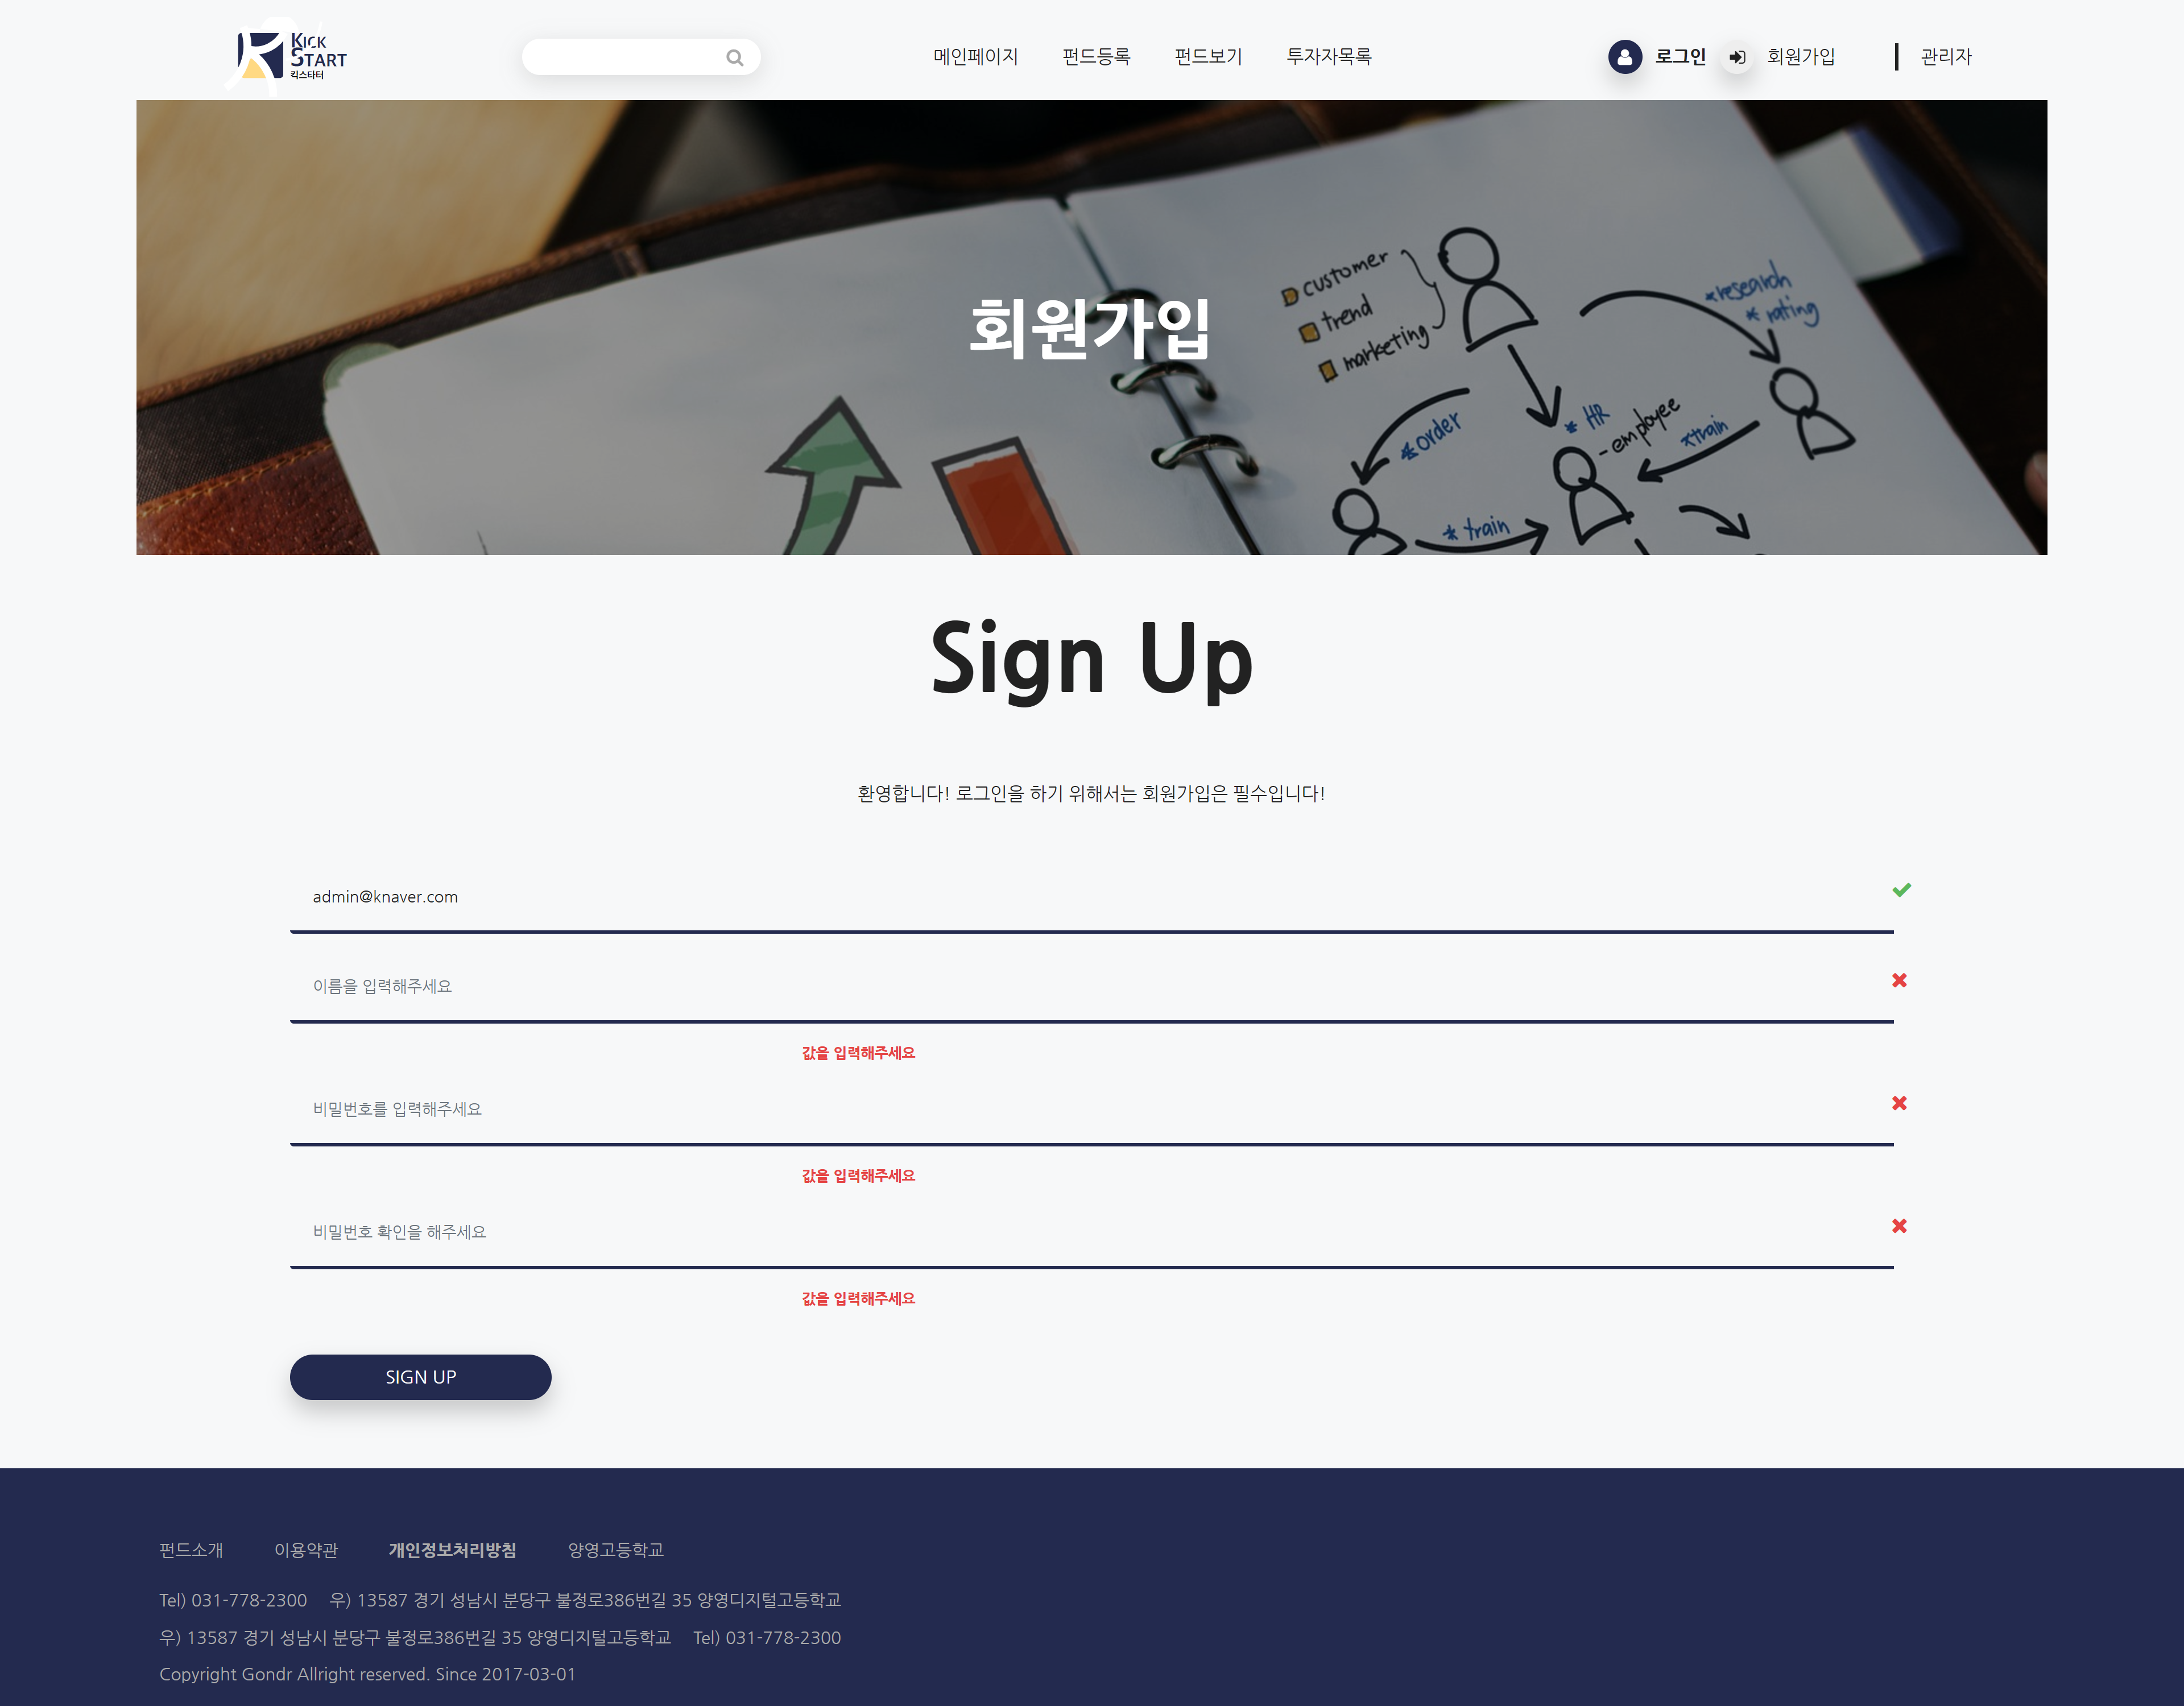 KICK
START
킥스타터
메인페이지 펀드등록 펀드보기 투자자목록
로그인 회원가입 관리자
customer
trend
marketing
*research
* rating
회원가입
*order
* HR
-employee
*train
* train
Sign Up
환영합니다! 로그인을 하기 위해서는 회원가입은 필수입니다!
admin@knaver.com
이름을 입력해주세요
값을 입력해주세요
비밀번호를 입력해주세요
값을 입력해주세요
비밀번호 확인을 해주세요
값을 입력해주세요
SIGN UP
펀드소개 이용약관 개인정보처리방침 양영고등학교
Tel) 031-778-2300 우) 13587 경기 성남시 분당구 불정로386번길 35 양영디지털고등학교
우) 13587 경기 성남시 분당구 불정로386번길 35 양영디지털고등학교 Tel) 031-778-2300
Copyright Gondr Allright reserved. Since 2017-03-01